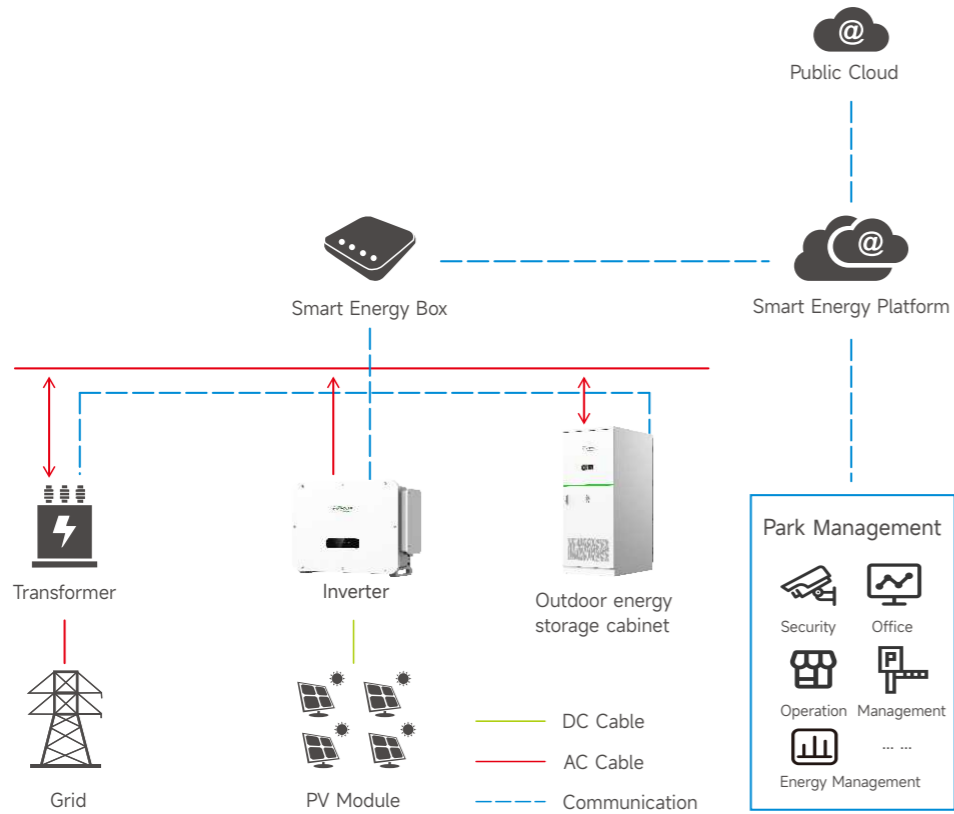 @
Public Cloud
@
Smart Energy Box
Smart Energy Platform
Park Management
Transformer
Inverter
Outdoor energy
storage cabinet
Security
Office
P
Operation
Management
DC Cable
AC Cable
... ...
Energy Management
Grid
PV Module
Communication